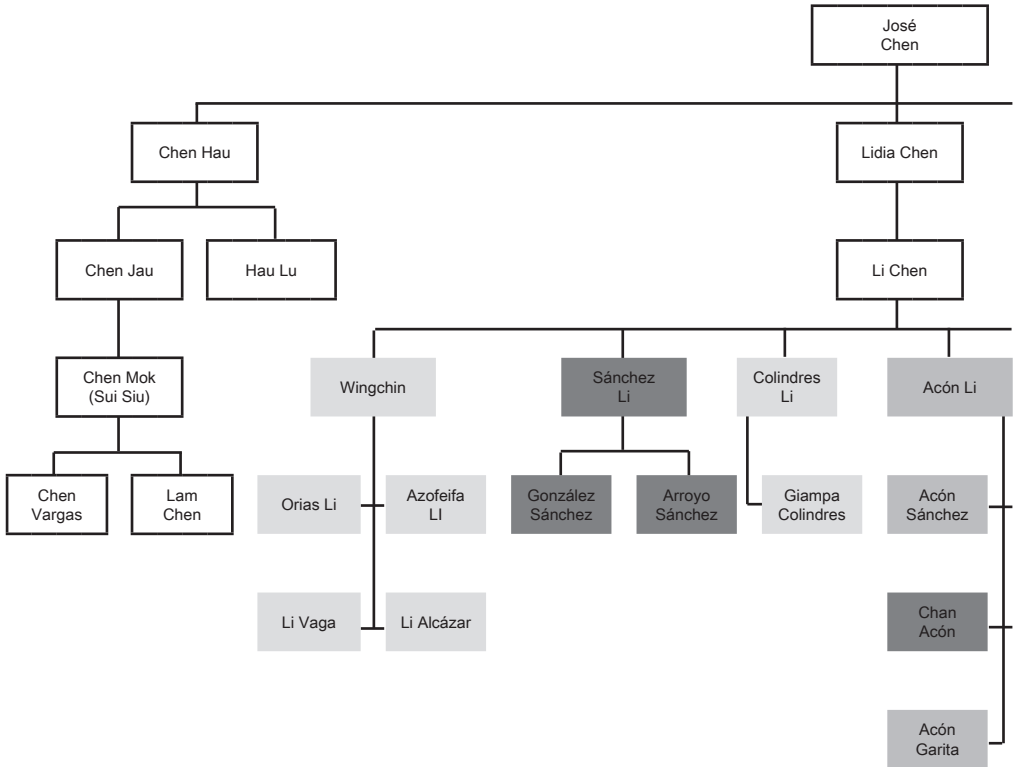 José
Chen
Chen Hau
Lidia Chen
Chen Jau
Hau Lu
Li Chen
Chen Mok
(Sui Siu)
Wingchin
Sánchez
Li
Colindres
Li
Acón Li
Chen
Vargas
Lam
Chen
Orias Li
Azofeifa
LI
González
Sánchez
Arroyo
Sánchez
Giampa
Colindres
Acón
Sánchez
Li Vaga
Li Alcázar
Chan
Acón
Acón
Garita